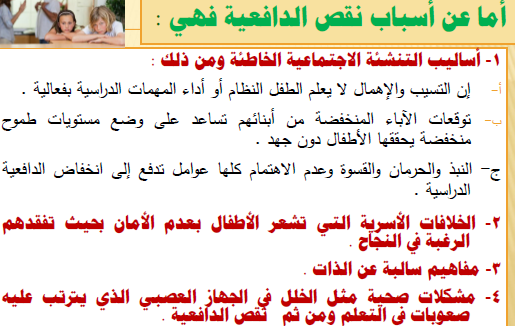 أما عن أسباب نقص الدافعية فهي :
١- أساليب التنشئة الاجتماعية الخاطئة ومن ذلك :
أ- إن التسيب والإهمال لا يعلم الطفل النظام أو أداء المهمات الدراسية بفعالية .
ب- توقعات الآباء المنخفضة من أبنائهم تساعد على وضع مستويات طموح
منخفضة يحققها الأطفال دون جهد .
ج- النبذ والحرمان والقسوة وعدم الاهتمام كلها عوامل تدفع إلى انخفاض الدافعية
الدراسية .
٢- الخلافات الأسرية التي تشعر الأطفال بعدم الأمان بحيث تفقدهم
الرغبة في النجاح .
٣- مفاهيم سالبة عن الذات .
٤- مشكلات صحية مثل الخلل في الجهاز العصبي الذي يترتب عليه
صعوبات في التعلم ومن ثم نقص الدافعية .